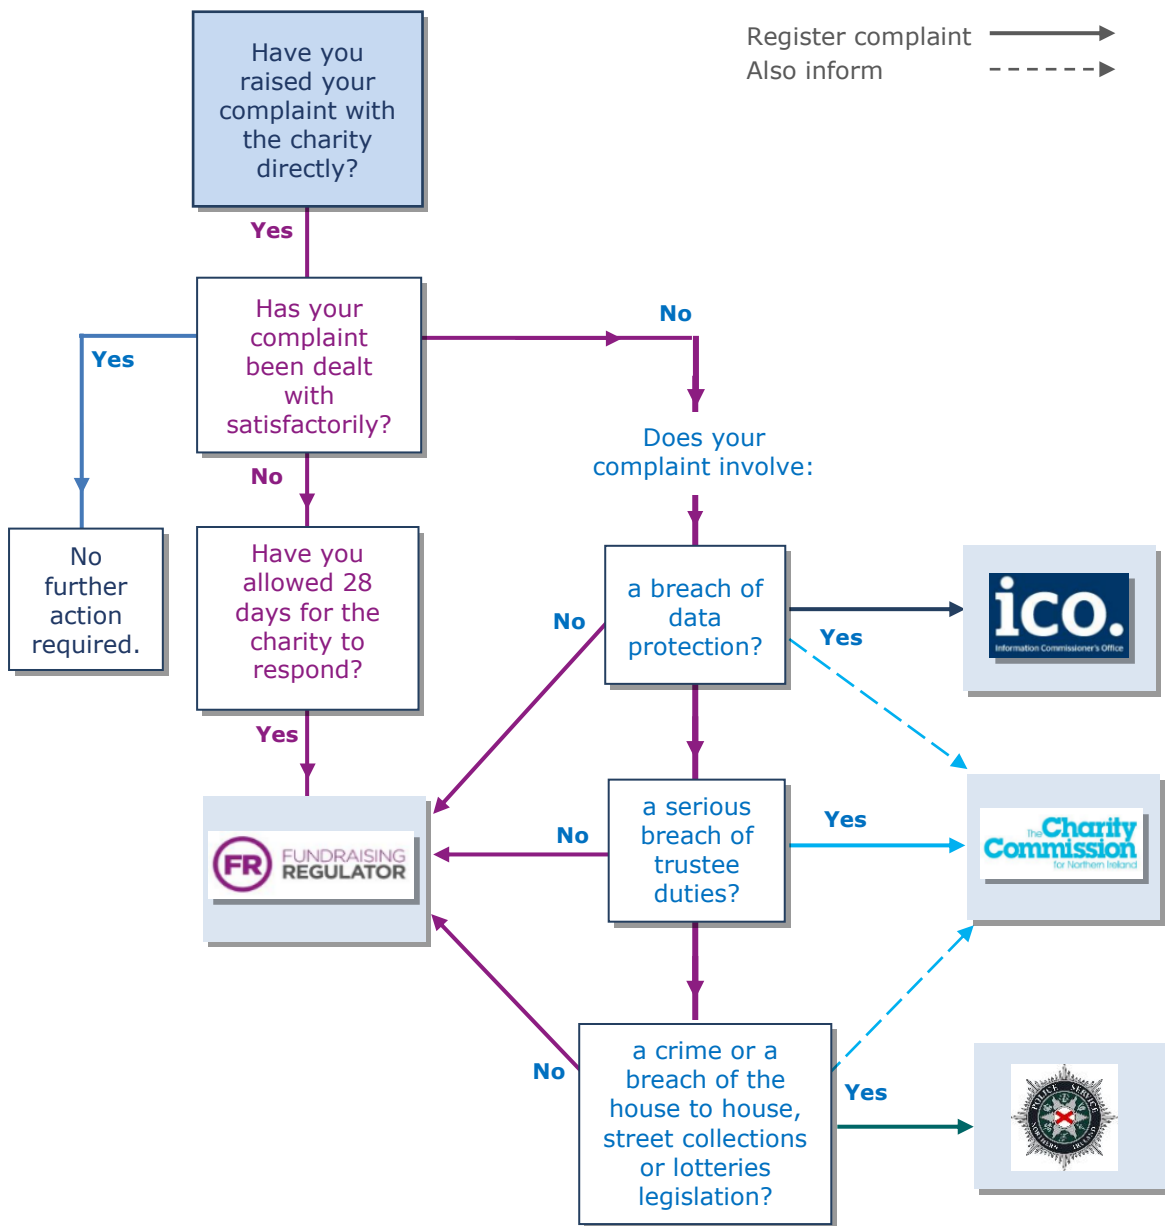 Have you
raised your
complaint with
the charity
directly?
Register complaint
Also inform
Yes
Has your
complaint
been dealt
with
satisfactorily?
No
Yes
Does your
complaint involve:
No
No
further
action
required.
Have you
allowed 28
days for the
charity to
respond?
a breach of
data
protection?
No
Yes
ico.
Information Commissioner's Office
Yes
FR FUNDRAISING
REGULATOR
a serious
breach of
trustee
duties?
No
Yes
The Charity
Commission
for Northern Ireland
a crime or a
breach of the
house to house,
street collections
or lotteries
legislation?
No
Yes
POLICE SERVICE
NORTHERN IRELAND